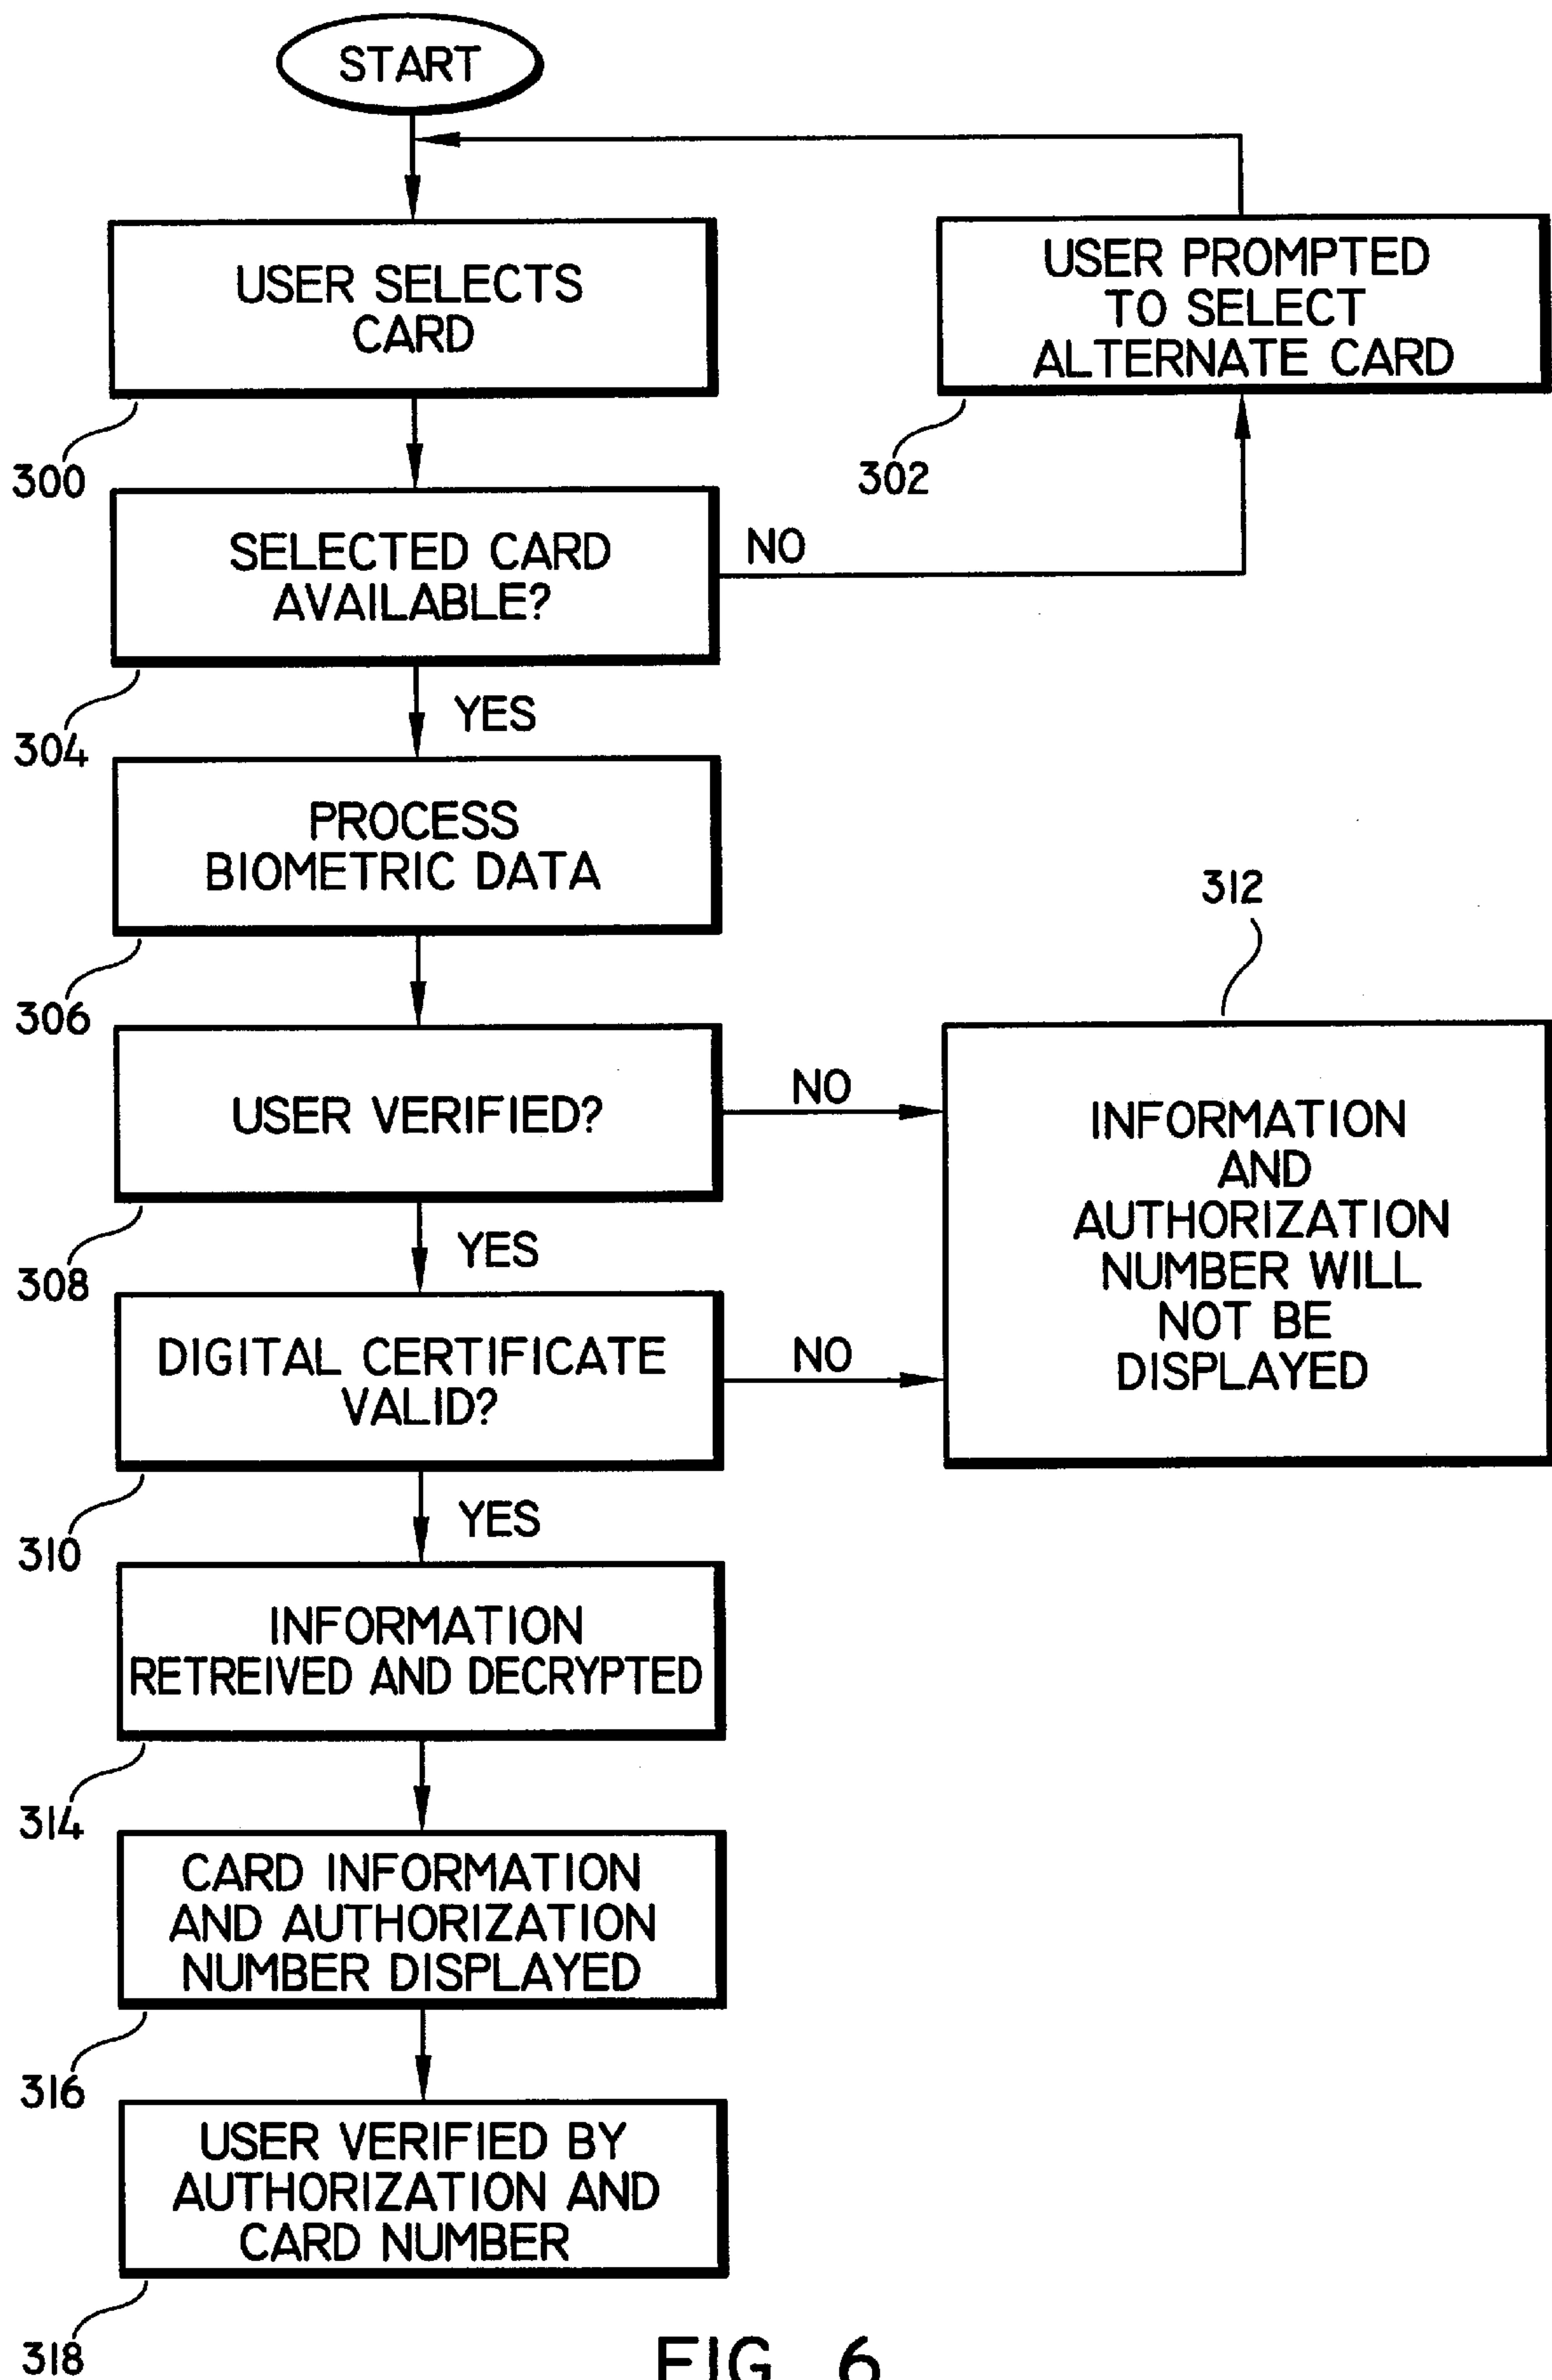 START
USER SELECTS
CARD
300
USER PROMPTED
TO SELECT
ALTERNATE CARD
302
SELECTED CARD
AVAILABLE?
NO
304
YES
PROCESS
BIOMETRIC DATA
306
USER VERIFIED?
NO
308
YES
312
INFORMATION
AND
AUTHORIZATION
NUMBER WILL
NOT BE
DISPLAYED
DIGITAL CERTIFICATE
VALID?
NO
310
YES
INFORMATION
RETREIVED AND DECRYPTED
314
CARD INFORMATION
AND AUTHORIZATION
NUMBER DISPLAYED
316
USER VERIFIED BY
AUTHORIZATION AND
CARD NUMBER
318
FIG. 6